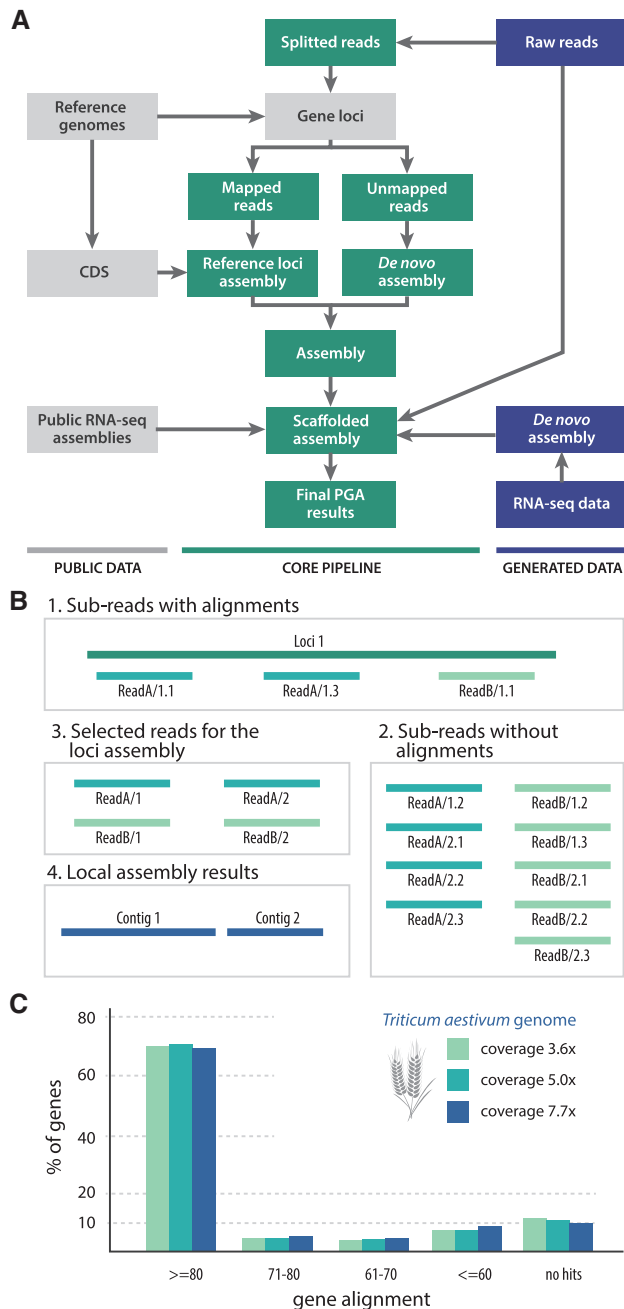 A
Splitted reads
Raw reads
Reference
genomes
Gene loci
Mapped
reads
Unmapped
reads
CDS
Reference loci
assembly
De novo
assembly
Assembly
Public RNA-seq
assemblies
Scaffolded
assembly
De novo
assembly
Final PGA
results
RNA-seq data
PUBLIC DATA
CORE PIPELINE
GENERATED DATA
B
1. Sub-reads with alignments
Loci 1
ReadA/1.1
ReadA/1.3
ReadB/1.1
3. Selected reads for the
loci assembly
ReadA/1
ReadA/2
ReadB/1
ReadB/2
2. Sub-reads without
alignments
ReadA/1.2
ReadB/1.2
ReadA/2.1
ReadB/1.3
ReadA/2.2
ReadB/2.1
ReadA/2.3
ReadB/2.2
ReadB/2.3
4. Local assembly results
Contig 1
Contig 2
C
Triticum aestivum genome
coverage 3.6x
coverage 5.0x
coverage 7.7x
% of genes
80
60
40
20
10
>=80
71-80
61-70
<=60
no hits
gene alignment